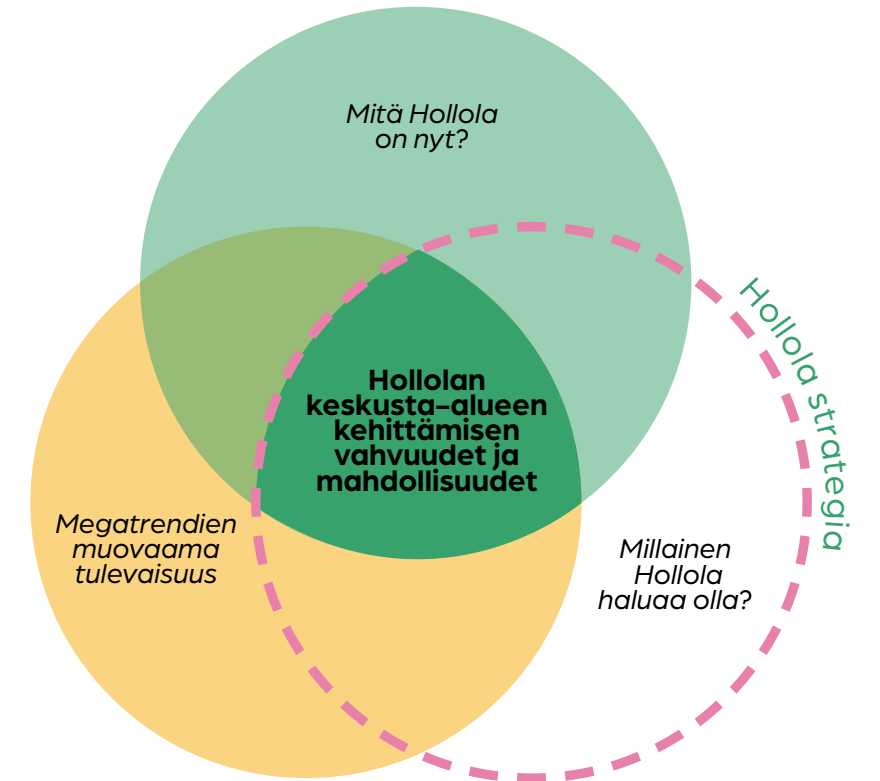 Mitä Hollola
on nyt?
Hollola strategia
Hollolan
keskusta-alueen
kehittämisen
vahvuudet ja
mahdollisuudet
Megatrendien
muovaama
tulevaisuus
Millainen
Hollola
haluaa olla?